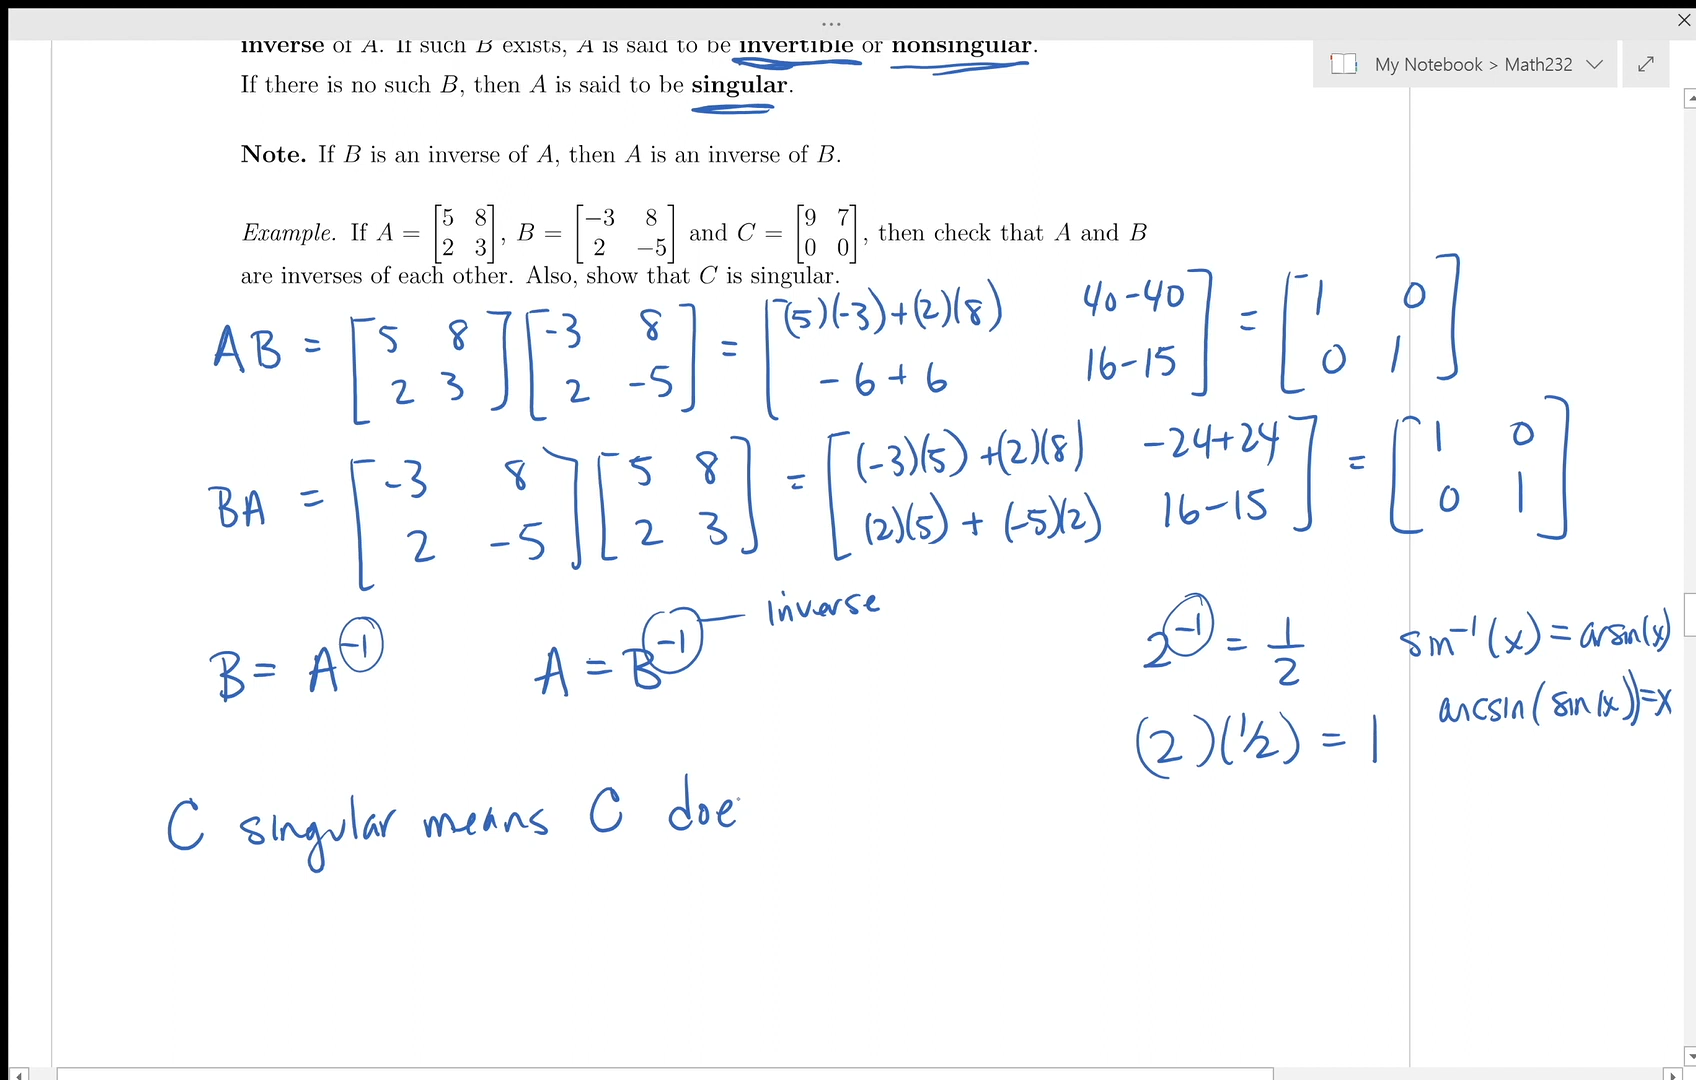 ...
inverse of A. If such B exists, A is said to be invertible or nonsingular.
My Notebook > Math232
If there is no such B, then A is said to be singular.
Note. If B is an inverse of A, then A is an inverse of B.
Example. If A = [5 8; 2 3], B = [−3 8; 2 −5] and C = [9 7; 0 0], then check that A and B
are inverses of each other. Also, show that C is singular.
AB = [5 8; 2 3] [-3 8; 2 -5] = [(5)(-3)+(2)(8) 40-40; -6+6 16-15] = [1 0; 0 1]
BA = [-3 8; 2 -5] [5 8; 2 3] = [(-3)(5)+(2)(8) -24+24; (2)(5)+(-5)(2) 16-15] = [1 0; 0 1]
B = A^-1 A = B^-1 — inverse
2^-1 = 1/2 sin^-1(x) = arsin(x)
(2)(1/2) = 1 arcsin(sin(x))=x
C singular means C doe